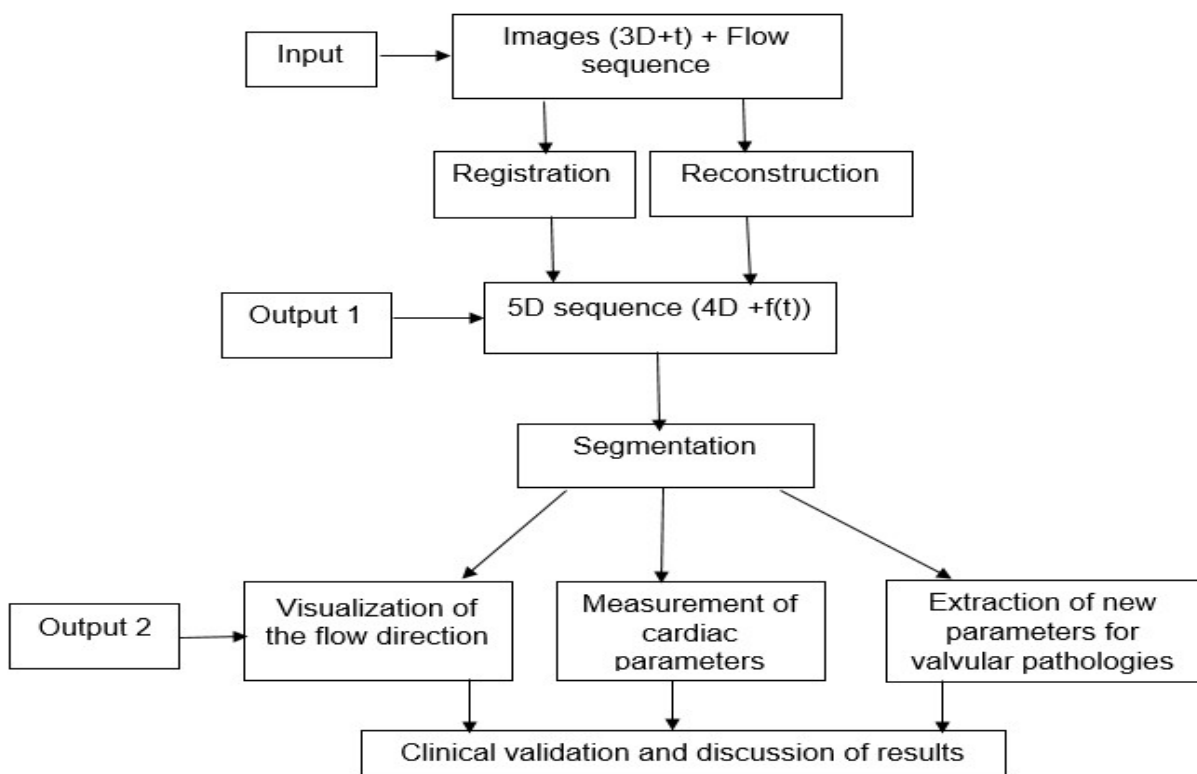 Input
Images (3D+t) + Flow
sequence
Registration
Reconstruction
Output 1
5D sequence (4D +f(t))
Segmentation
Output 2
Visualization of
the flow direction
Measurement of
cardiac
parameters
Extraction of new
parameters for
valvular pathologies
Clinical validation and discussion of results